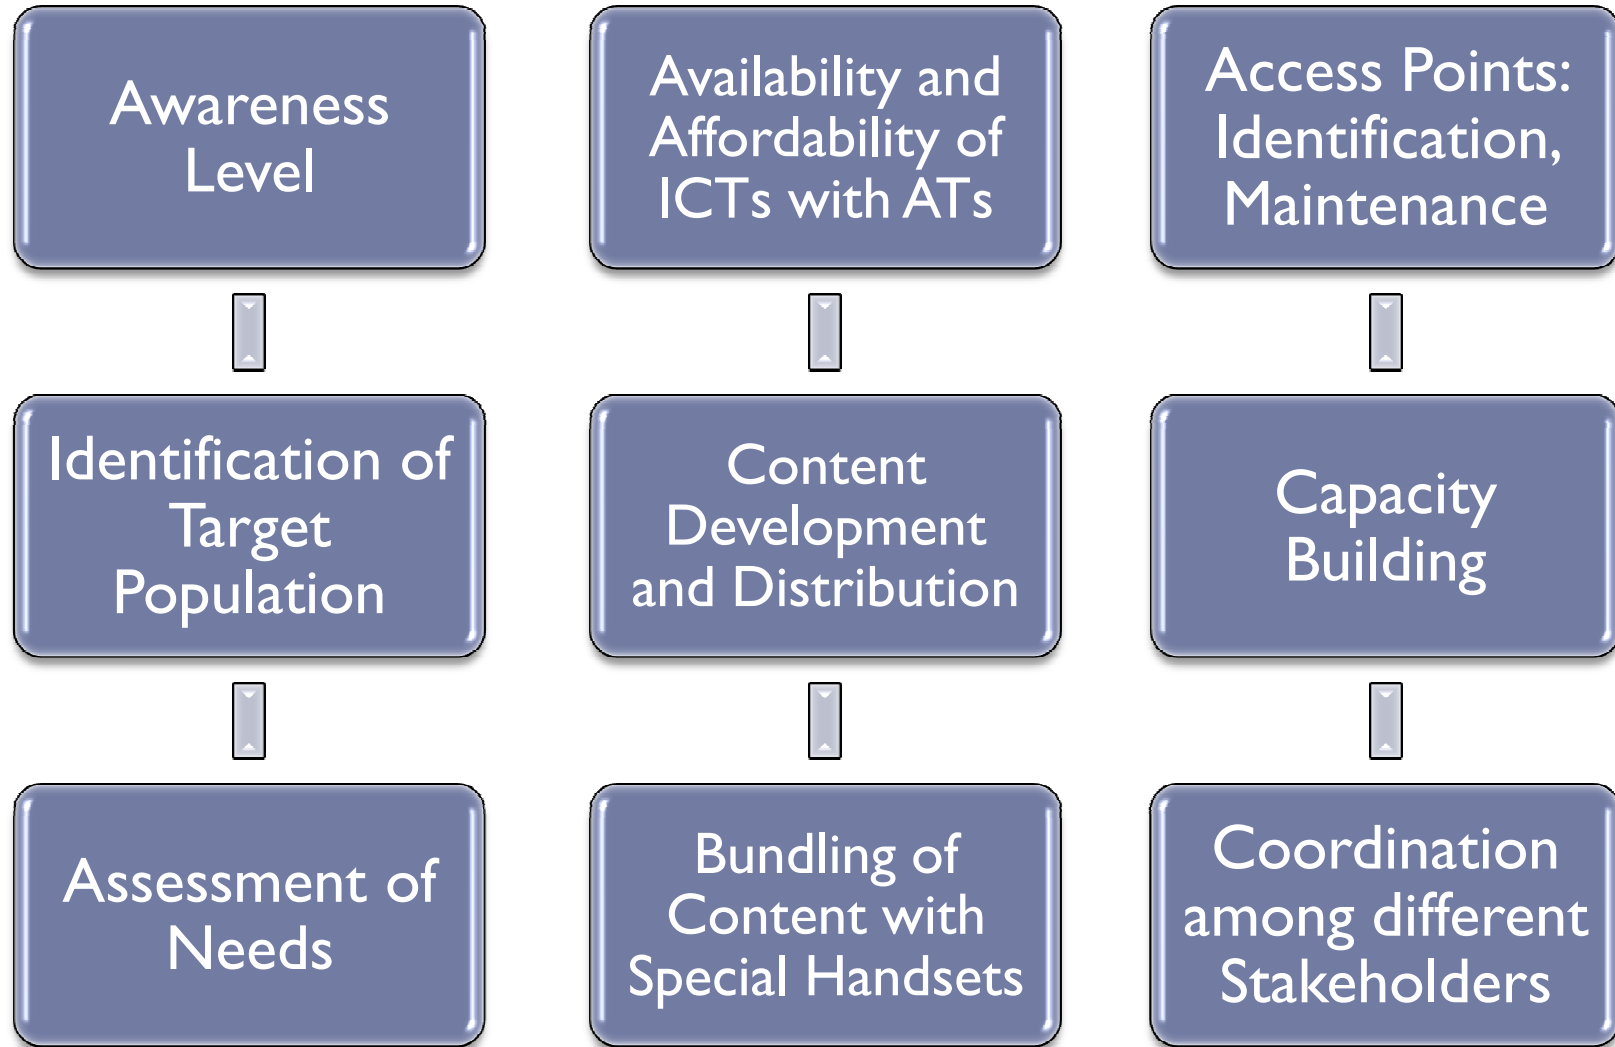 Awareness
Level
Identification of
Target
Population
Assessment of
Needs
Availability and
Affordability of
ICTs with ATs
Content
Development
and Distribution
Bundling of
Content with
Special Handsets
Access Points:
Identification,
Maintenance
Capacity
Building
Coordination
among different
Stakeholders